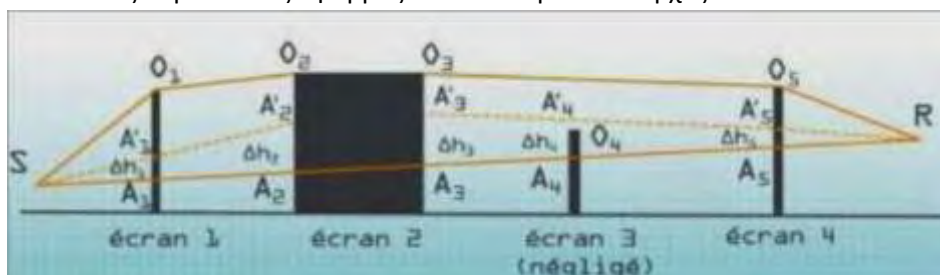 O₁ O₂ O₃ O₅
A'₁ A'₂ A'₃ A'₄ A'₅ R
S Δh₁ Δh₂ Δh₃ Δh₄ O₄ Δh₅
A₁ A₂ A₃ A₄ A₅
écran 1 écran 2 écran 3 écran 4
(négligé)